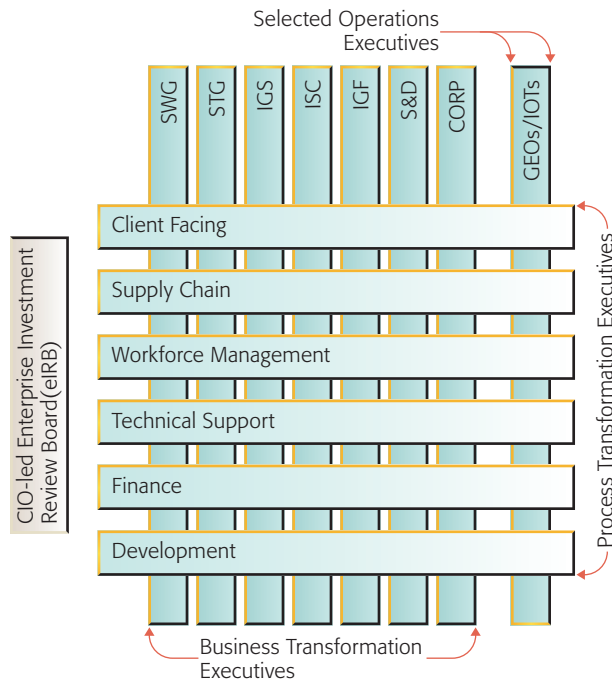 Selected Operations
Executives
SWG
STG
IGS
ISC
IGF
S&D
CORP
GEOs/IOTs
Client Facing
Supply Chain
Workforce Management
Technical Support
Finance
Development
CIO-led Enterprise Investment
Review Board(eIRB)
Process Transformation Executives
Business Transformation
Executives